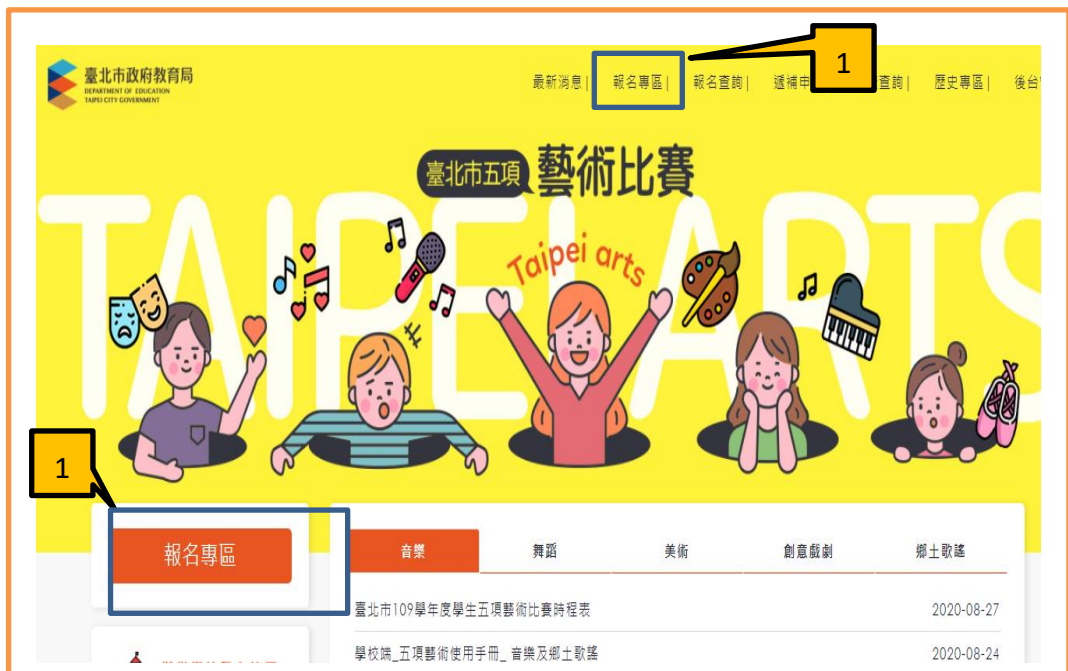 臺北市政府教育局
DEPARTMENT OF EDUCATION
TAIPEI CITY GOVERNMENT
最新消息| 報名專區| 報名查詢| 遞補申 查詢| 歷史專區| 後台
1
臺北市五項 藝術比賽
TAIPEI ARTS
Taipei arts
1
報名專區
音樂 舞蹈 美術 創意戲劇 鄉土歌謠
臺北市109學年度學生五項藝術比賽時程表 2020-08-27
學校端_五項藝術使用手冊_ 音樂及鄉土歌謠 2020-08-24